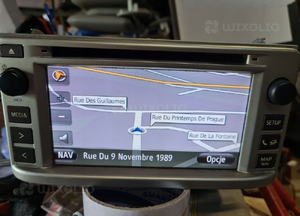 WIXOLIO
Rue Des Guillaumes
Rue Du Printemps De Prague
Rue De La Fontaine
MEDIA
SETUP
MAP
NAV
Rue Du 9 Novembre 1989
Opcje